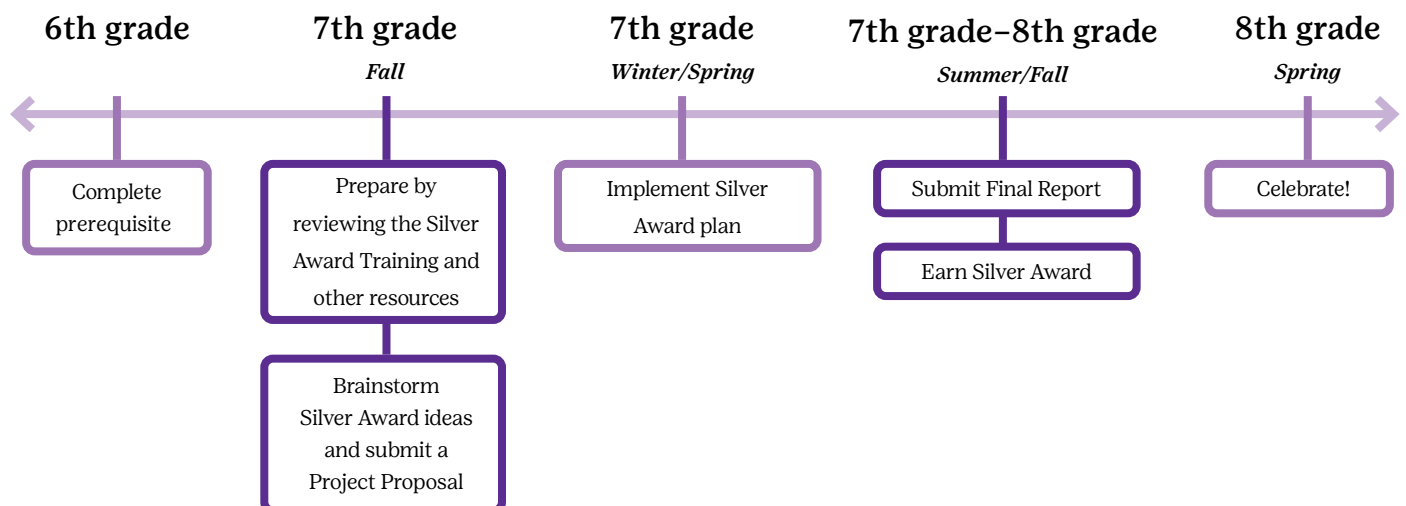 6th grade
Complete
prerequisite
7th grade
Fall
Prepare by
reviewing the Silver
Award Training and
other resources
Brainstorm
Silver Award ideas
and submit a
Project Proposal
7th grade
Winter/Spring
Implement Silver
Award plan
7th grade–8th grade
Summer/Fall
Submit Final Report
Earn Silver Award
8th grade
Spring
Celebrate!